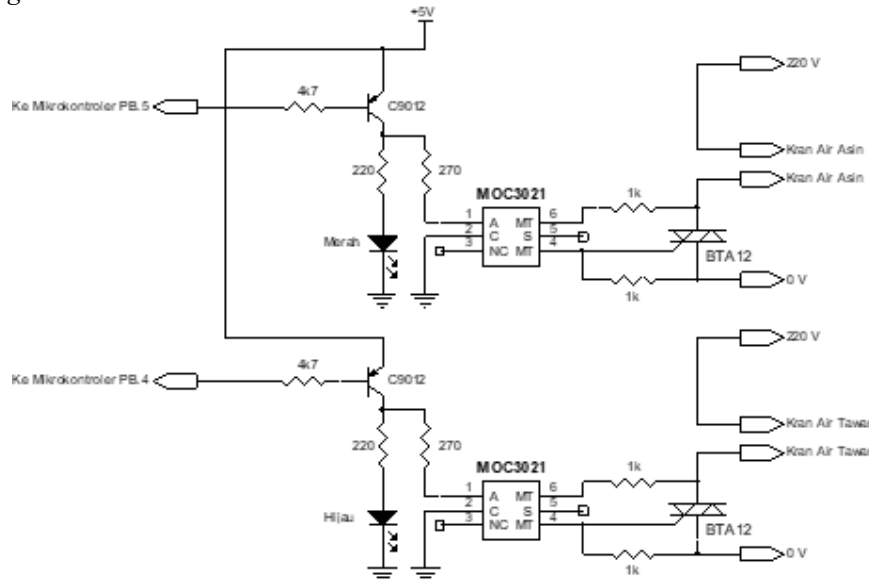 g
+5V
220 V
4k7
Ke Mikrokontroler PB.5
C9012
Kran Air Asin
220
270
MOC3021
Kran Air Asin
1k
1 A MT 6
2 C S 5
3 NC MT 4
Merah
BTA12
1k
0 V
220 V
4k7
Ke Mikrokontroler PB.4
C9012
Kran Air Tawar
220
270
MOC3021
Kran Air Tawar
1k
1 A MT 6
2 C S 5
3 NC MT 4
Hijau
BTA12
1k
0 V